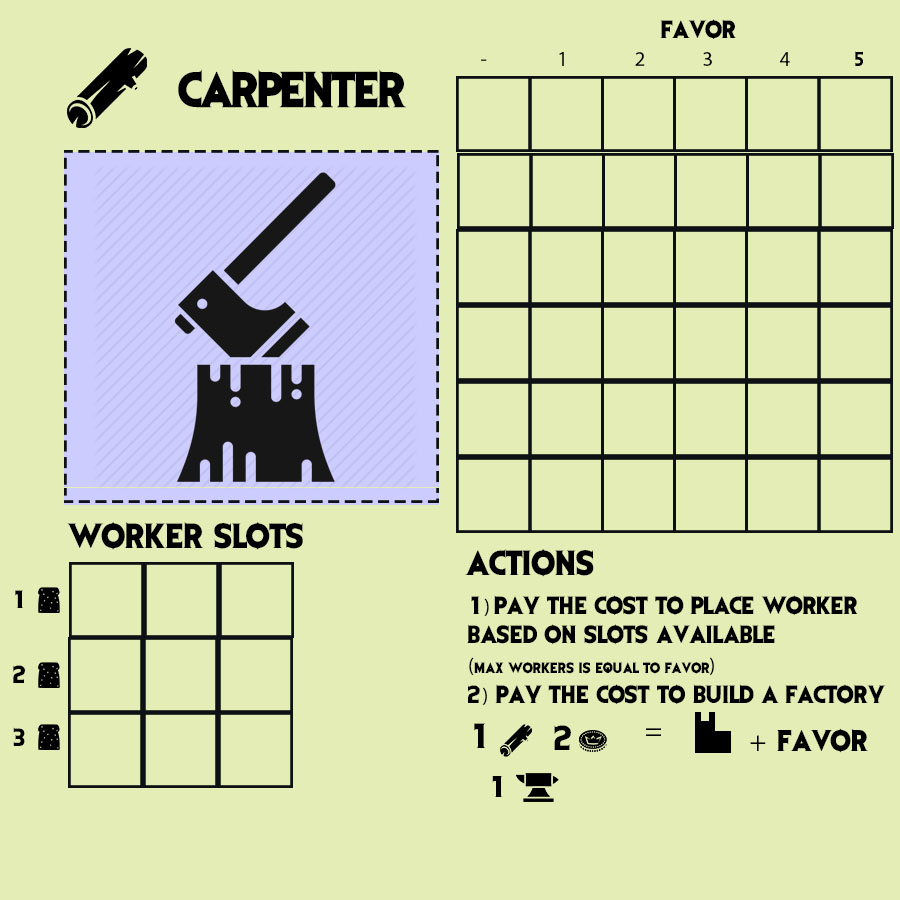 CARPENTER
FAVOR
- 1 2 3 4 5
WORKER SLOTS
1
2
3
ACTIONS
1) PAY THE COST TO PLACE WORKER
BASED ON SLOTS AVAILABLE
(MAX WORKERS IS EQUAL TO FAVOR)
2) PAY THE COST TO BUILD A FACTORY
1 2 = + FAVOR
1